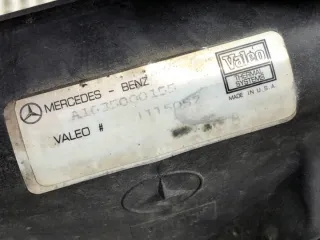 MERCEDES - BENZ
A1635000155
VALEO # 1115057
Valeo
THERMAL
SYSTEMS
MADE IN U.S.A.